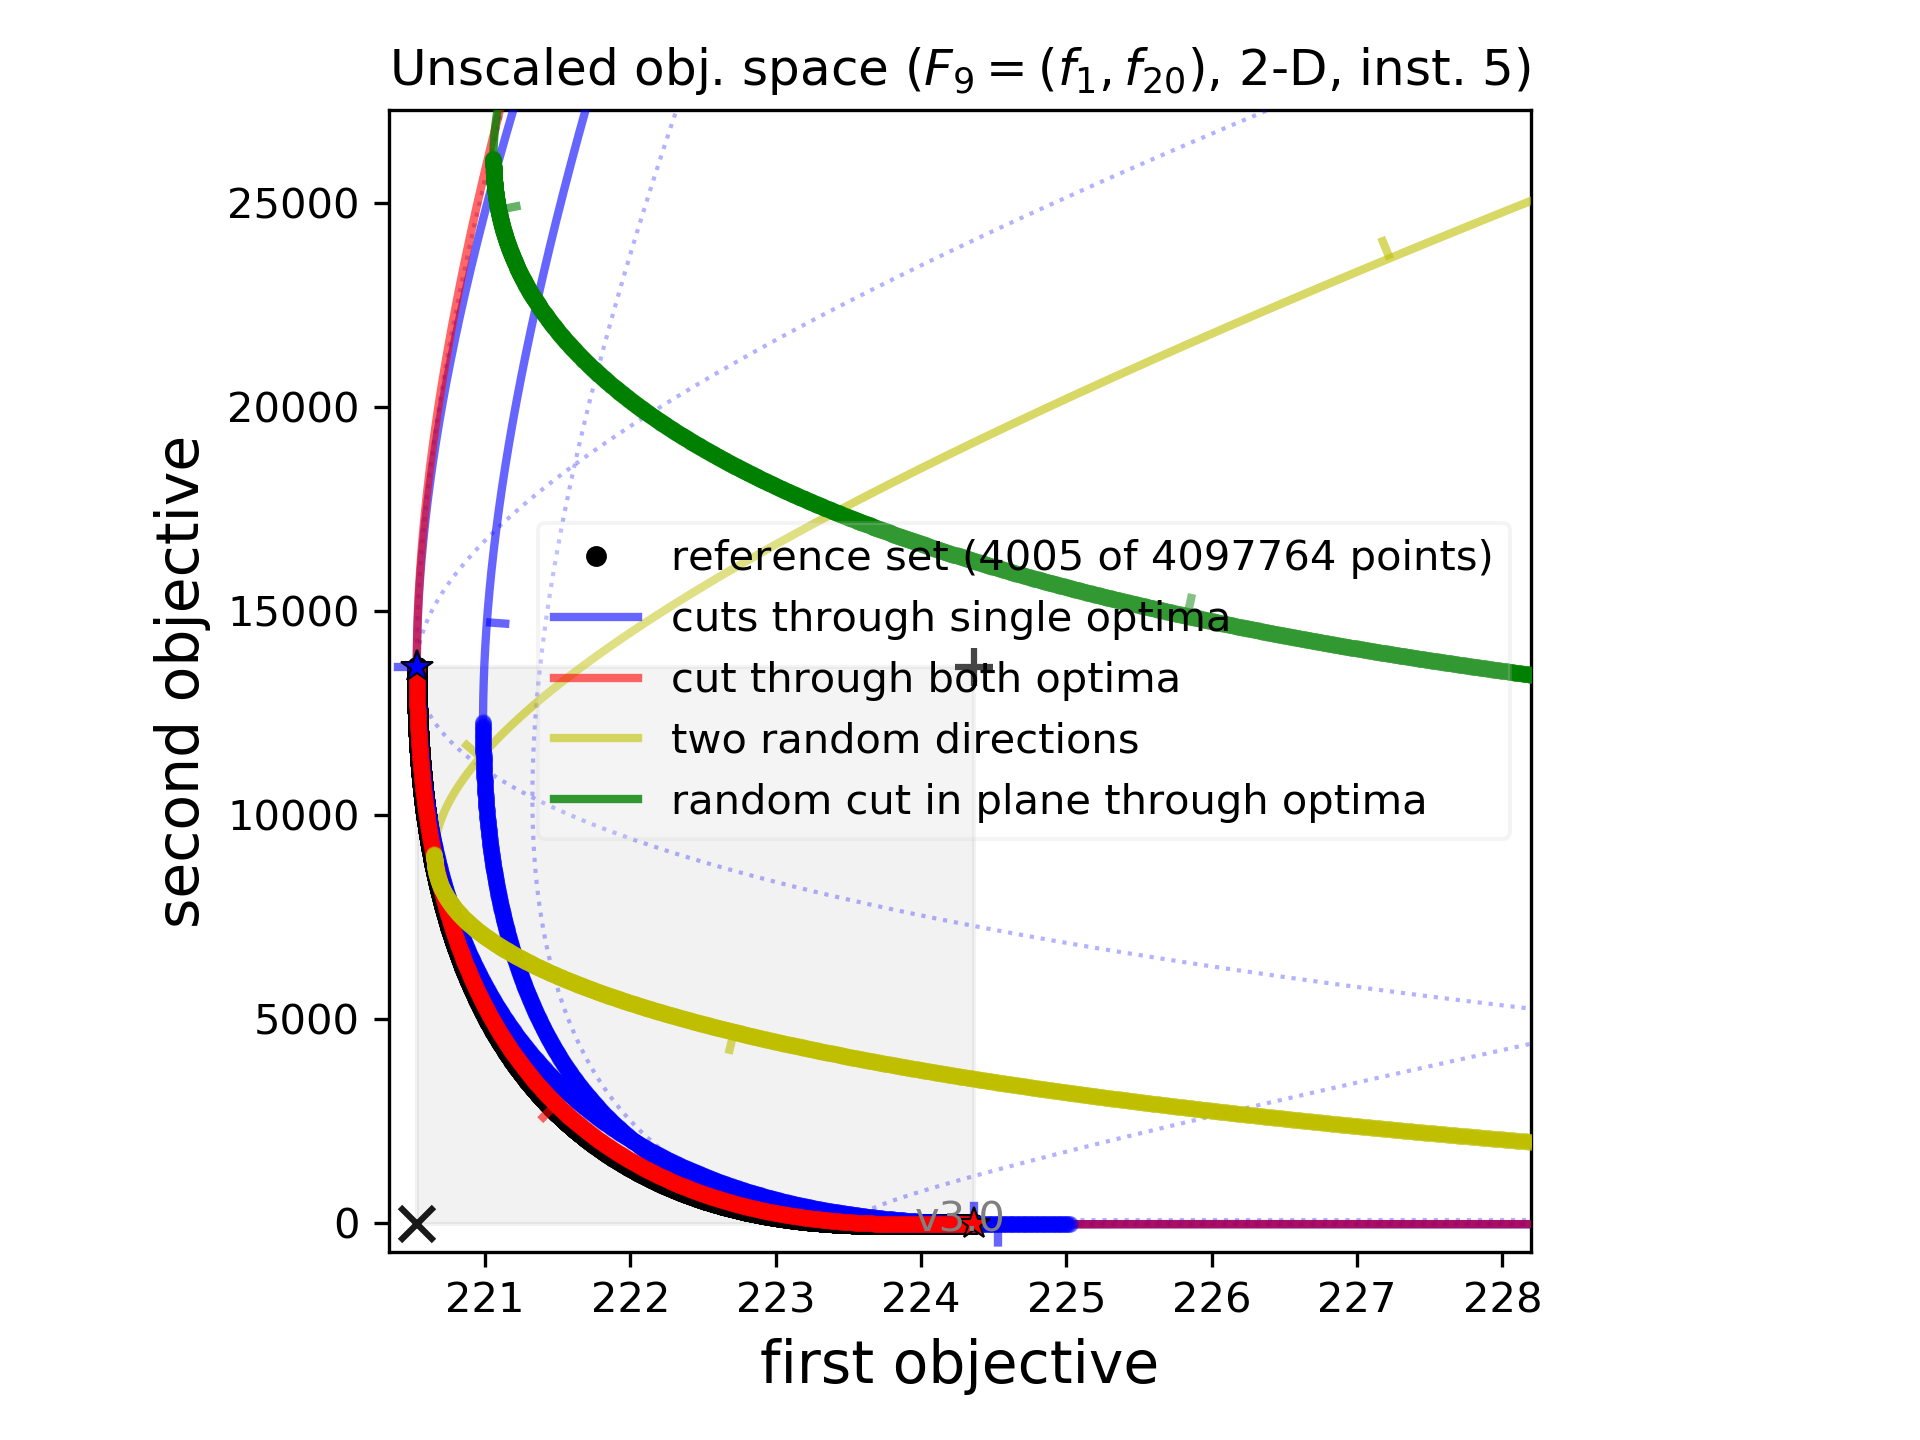 Unscaled obj. space (F₉ = (f₁, f₂₀), 2-D, inst. 5)
second objective
25000
20000
15000
10000
5000
0
reference set (4005 of 4097764 points)
cuts through single optima
cut through both optima
two random directions
random cut in plane through optima
v3.0
221 222 223 224 225 226 227 228
first objective